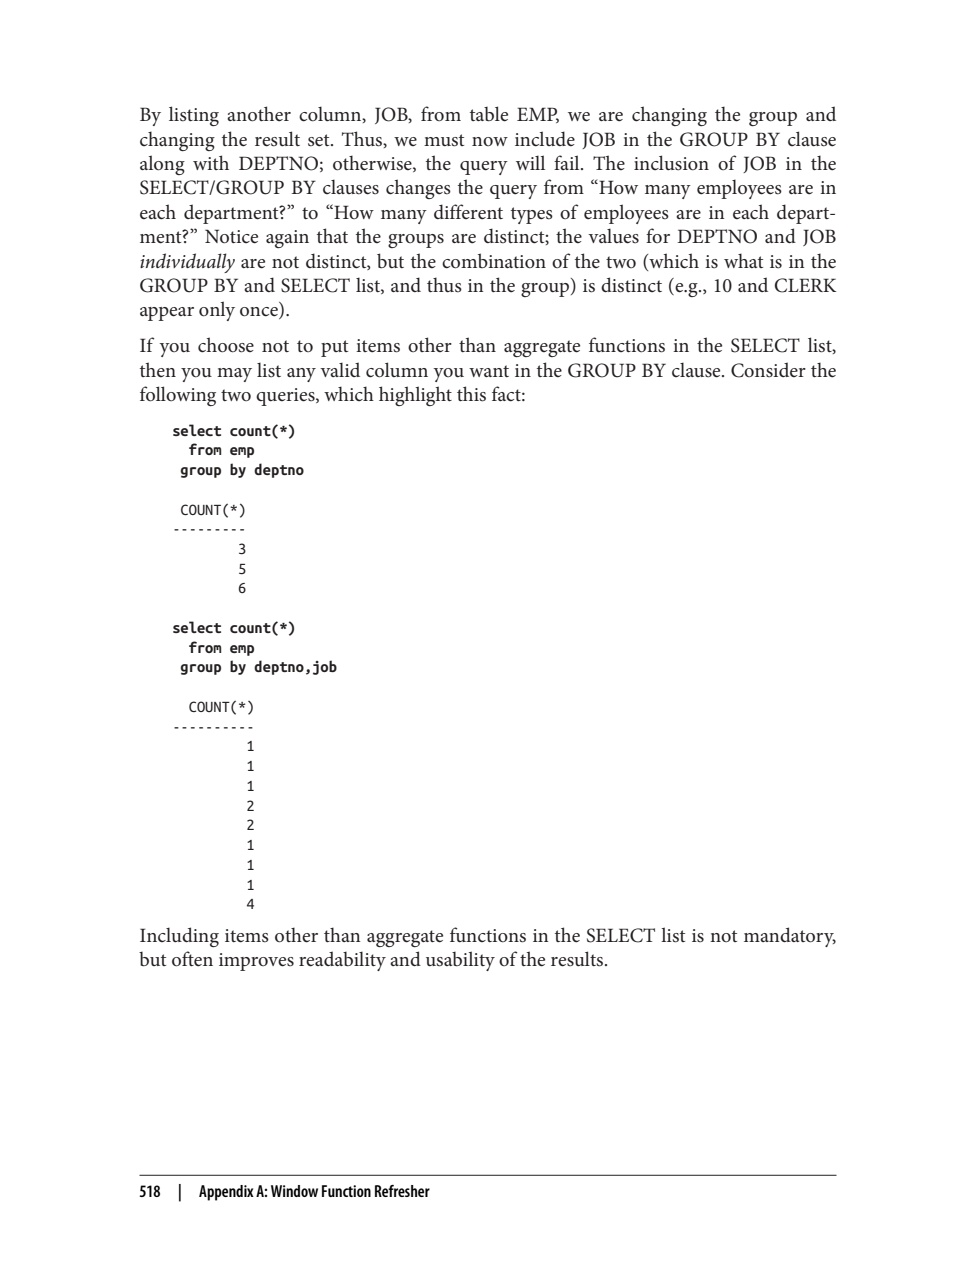 By listing another column, JOB, from table EMP, we are changing the group and
changing the result set. Thus, we must now include JOB in the GROUP BY clause
along with DEPTNO; otherwise, the query will fail. The inclusion of JOB in the
SELECT/GROUP BY clauses changes the query from “How many employees are in
each department?” to “How many different types of employees are in each depart-
ment?” Notice again that the groups are distinct; the values for DEPTNO and JOB
individually are not distinct, but the combination of the two (which is what is in the
GROUP BY and SELECT list, and thus in the group) is distinct (e.g., 10 and CLERK
appear only once).
If you choose not to put items other than aggregate functions in the SELECT list,
then you may list any valid column you want in the GROUP BY clause. Consider the
following two queries, which highlight this fact:
select count(*)
from emp
group by deptno
COUNT(*)
---------
3
5
6
select count(*)
from emp
group by deptno,job
COUNT(*)
----------
1
1
1
2
2
1
1
1
4
Including items other than aggregate functions in the SELECT list is not mandatory,
but often improves readability and usability of the results.
518 | Appendix A: Window Function Refresher